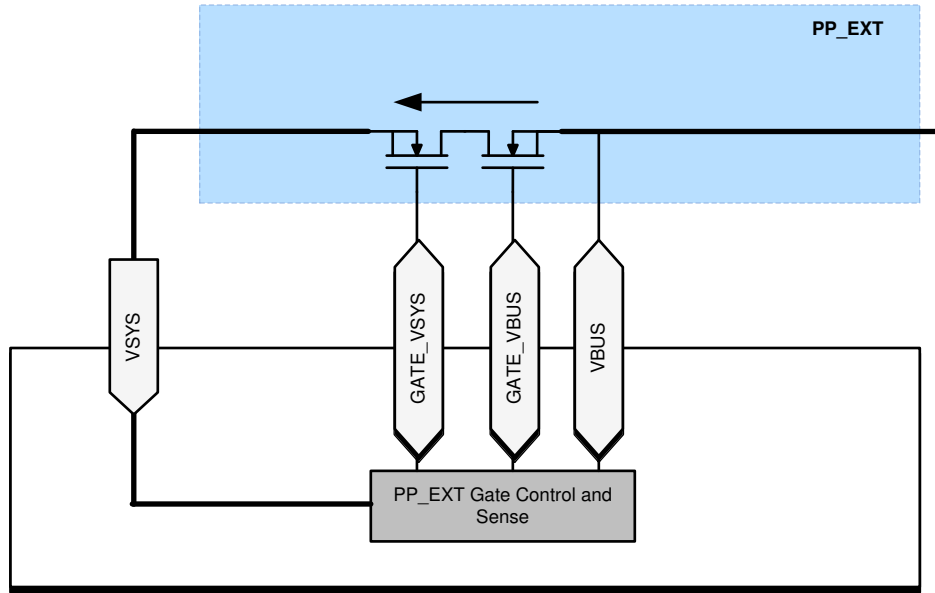 PP_EXT
VSYS
GATE_VSYS
GATE_VBUS
VBUS
PP_EXT Gate Control and
Sense